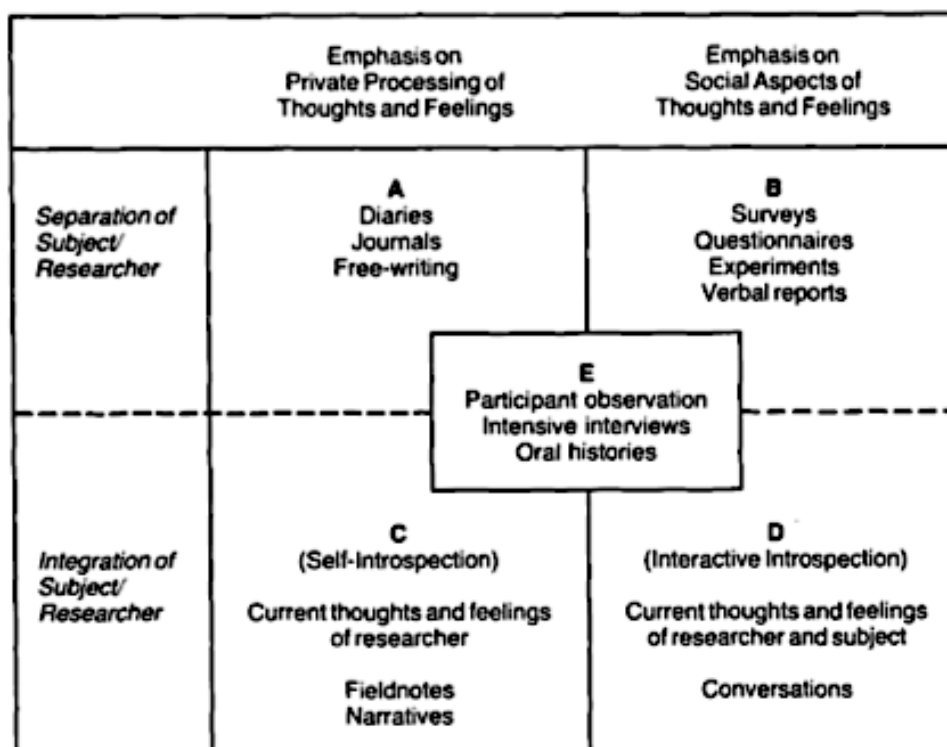 Emphasis on
Private Processing of
Thoughts and Feelings
Emphasis on
Social Aspects of
Thoughts and Feelings
Separation of
Subject/
Researcher
A
Diaries
Journals
Free-writing
B
Surveys
Questionnaires
Experiments
Verbal reports
E
Participant observation
Intensive interviews
Oral histories
Integration of
Subject/
Researcher
C
(Self-Introspection)
Current thoughts and feelings
of researcher
Fieldnotes
Narratives
D
(Interactive Introspection)
Current thoughts and feelings
of researcher and subject
Conversations